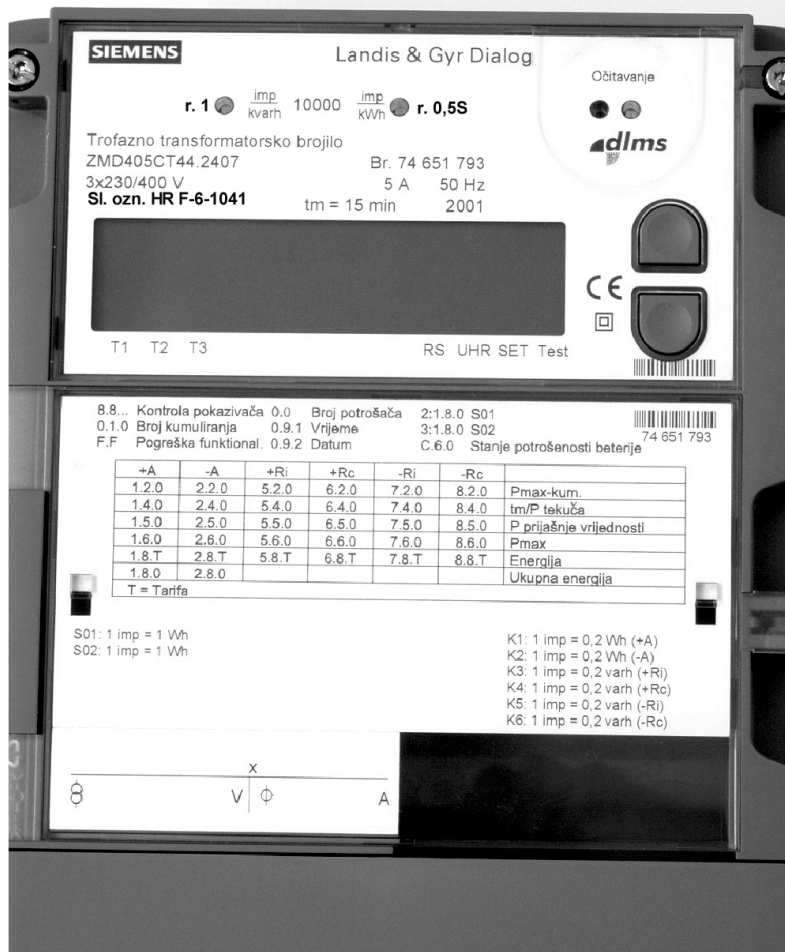 SIEMENS
Landis & Gyr Dialog
Očitavanje
r. 1 imp/kvarh 10000 imp/kWh r. 0,5S
dlms
Trofazno transformatorsko brojilo
ZMD405CT44.2407 Br. 74 651 793
3x230/400 V 5 A 50 Hz
Sl. ozn. HR F-6-1041 tm = 15 min 2001
CE
T1 T2 T3 RS UHR SET Test
8.8... Kontrola pokazivača 0.0 Broj potrošača 2:1.8.0 S01
0.1.0 Broj kumuliranja 0.9.1 Vrijeme 3:1.8.0 S02
F.F Pogreška funktional. 0.9.2 Datum C.6.0 Stanje potrošenosti beterije
74 651 793
+A -A +Ri +Rc -Ri -Rc
1.2.0 2.2.0 5.2.0 6.2.0 7.2.0 8.2.0 Pmax-kum.
1.4.0 2.4.0 5.4.0 6.4.0 7.4.0 8.4.0 tm/P tekuča
1.5.0 2.5.0 5.5.0 6.5.0 7.5.0 8.5.0 P prijašnje vrijednosti
1.6.0 2.6.0 5.6.0 6.6.0 7.6.0 8.6.0 Pmax
1.8.T 2.8.T 5.8.T 6.8.T 7.8.T 8.8.T Energija
1.8.0 2.8.0 Ukupna energija
T = Tarifa
S01: 1 imp = 1 Wh
S02: 1 imp = 1 Wh
K1: 1 imp = 0,2 Wh (+A)
K2: 1 imp = 0,2 Wh (-A)
K3: 1 imp = 0,2 varh (+Ri)
K4: 1 imp = 0,2 varh (+Rc)
K5: 1 imp = 0,2 varh (-Ri)
K6: 1 imp = 0,2 varh (-Rc)
x
V A